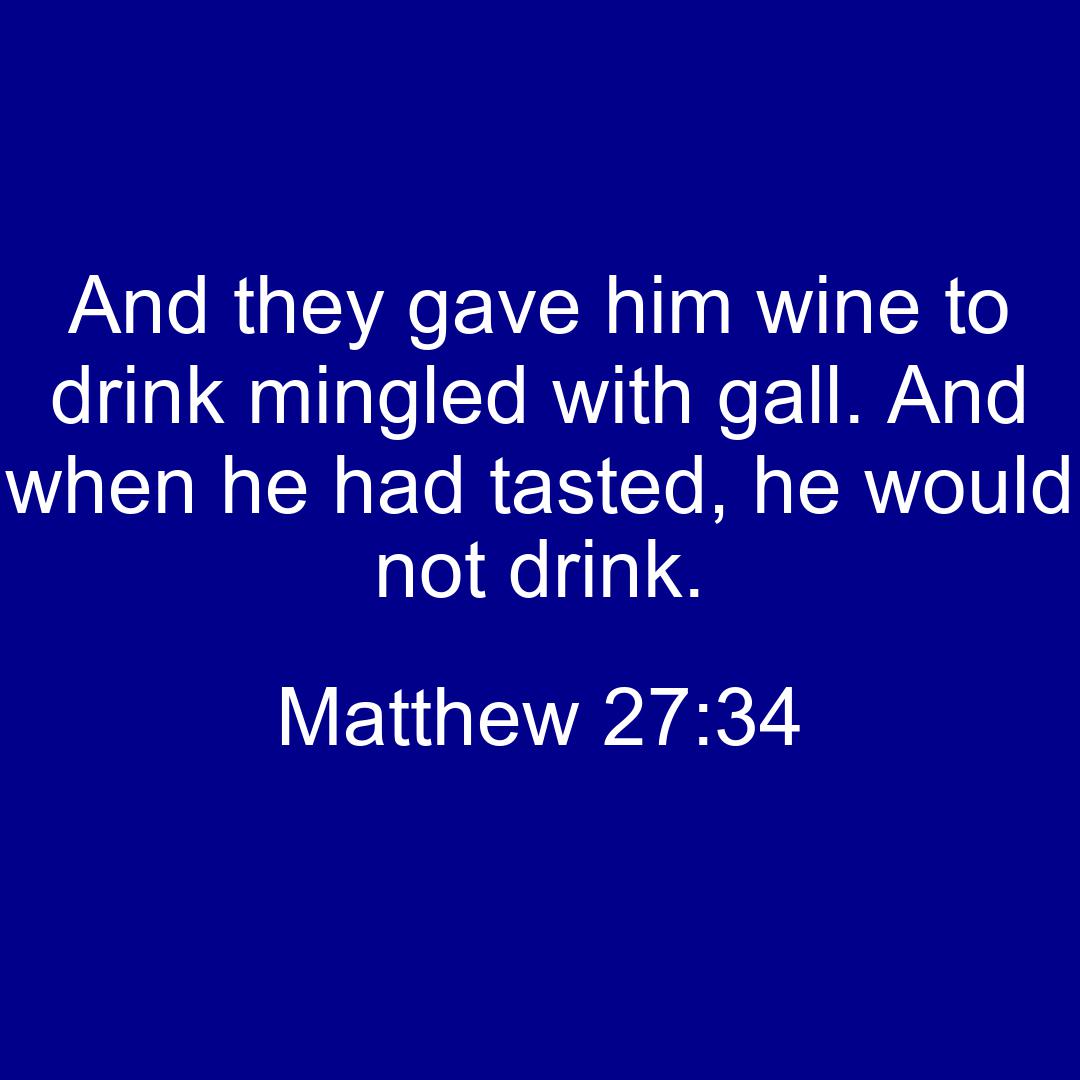 And they gave him wine to
drink mingled with gall. And
when he had tasted, he would
not drink.
Matthew 27:34